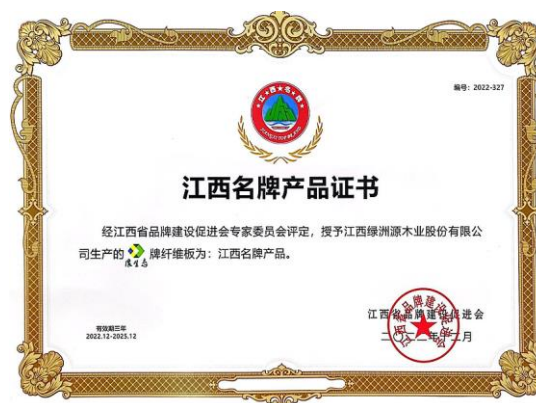 江西名牌
编号：2022-327
江西名牌产品证书
经江西省品牌建设促进会专家委员会评定，授予江西绿洲源木业股份有限公
司生产的 牌纤维板为：江西名牌产品。
江西省品牌建设促进会
二〇二二年十二月
有效期三年
2022.12-2025.12